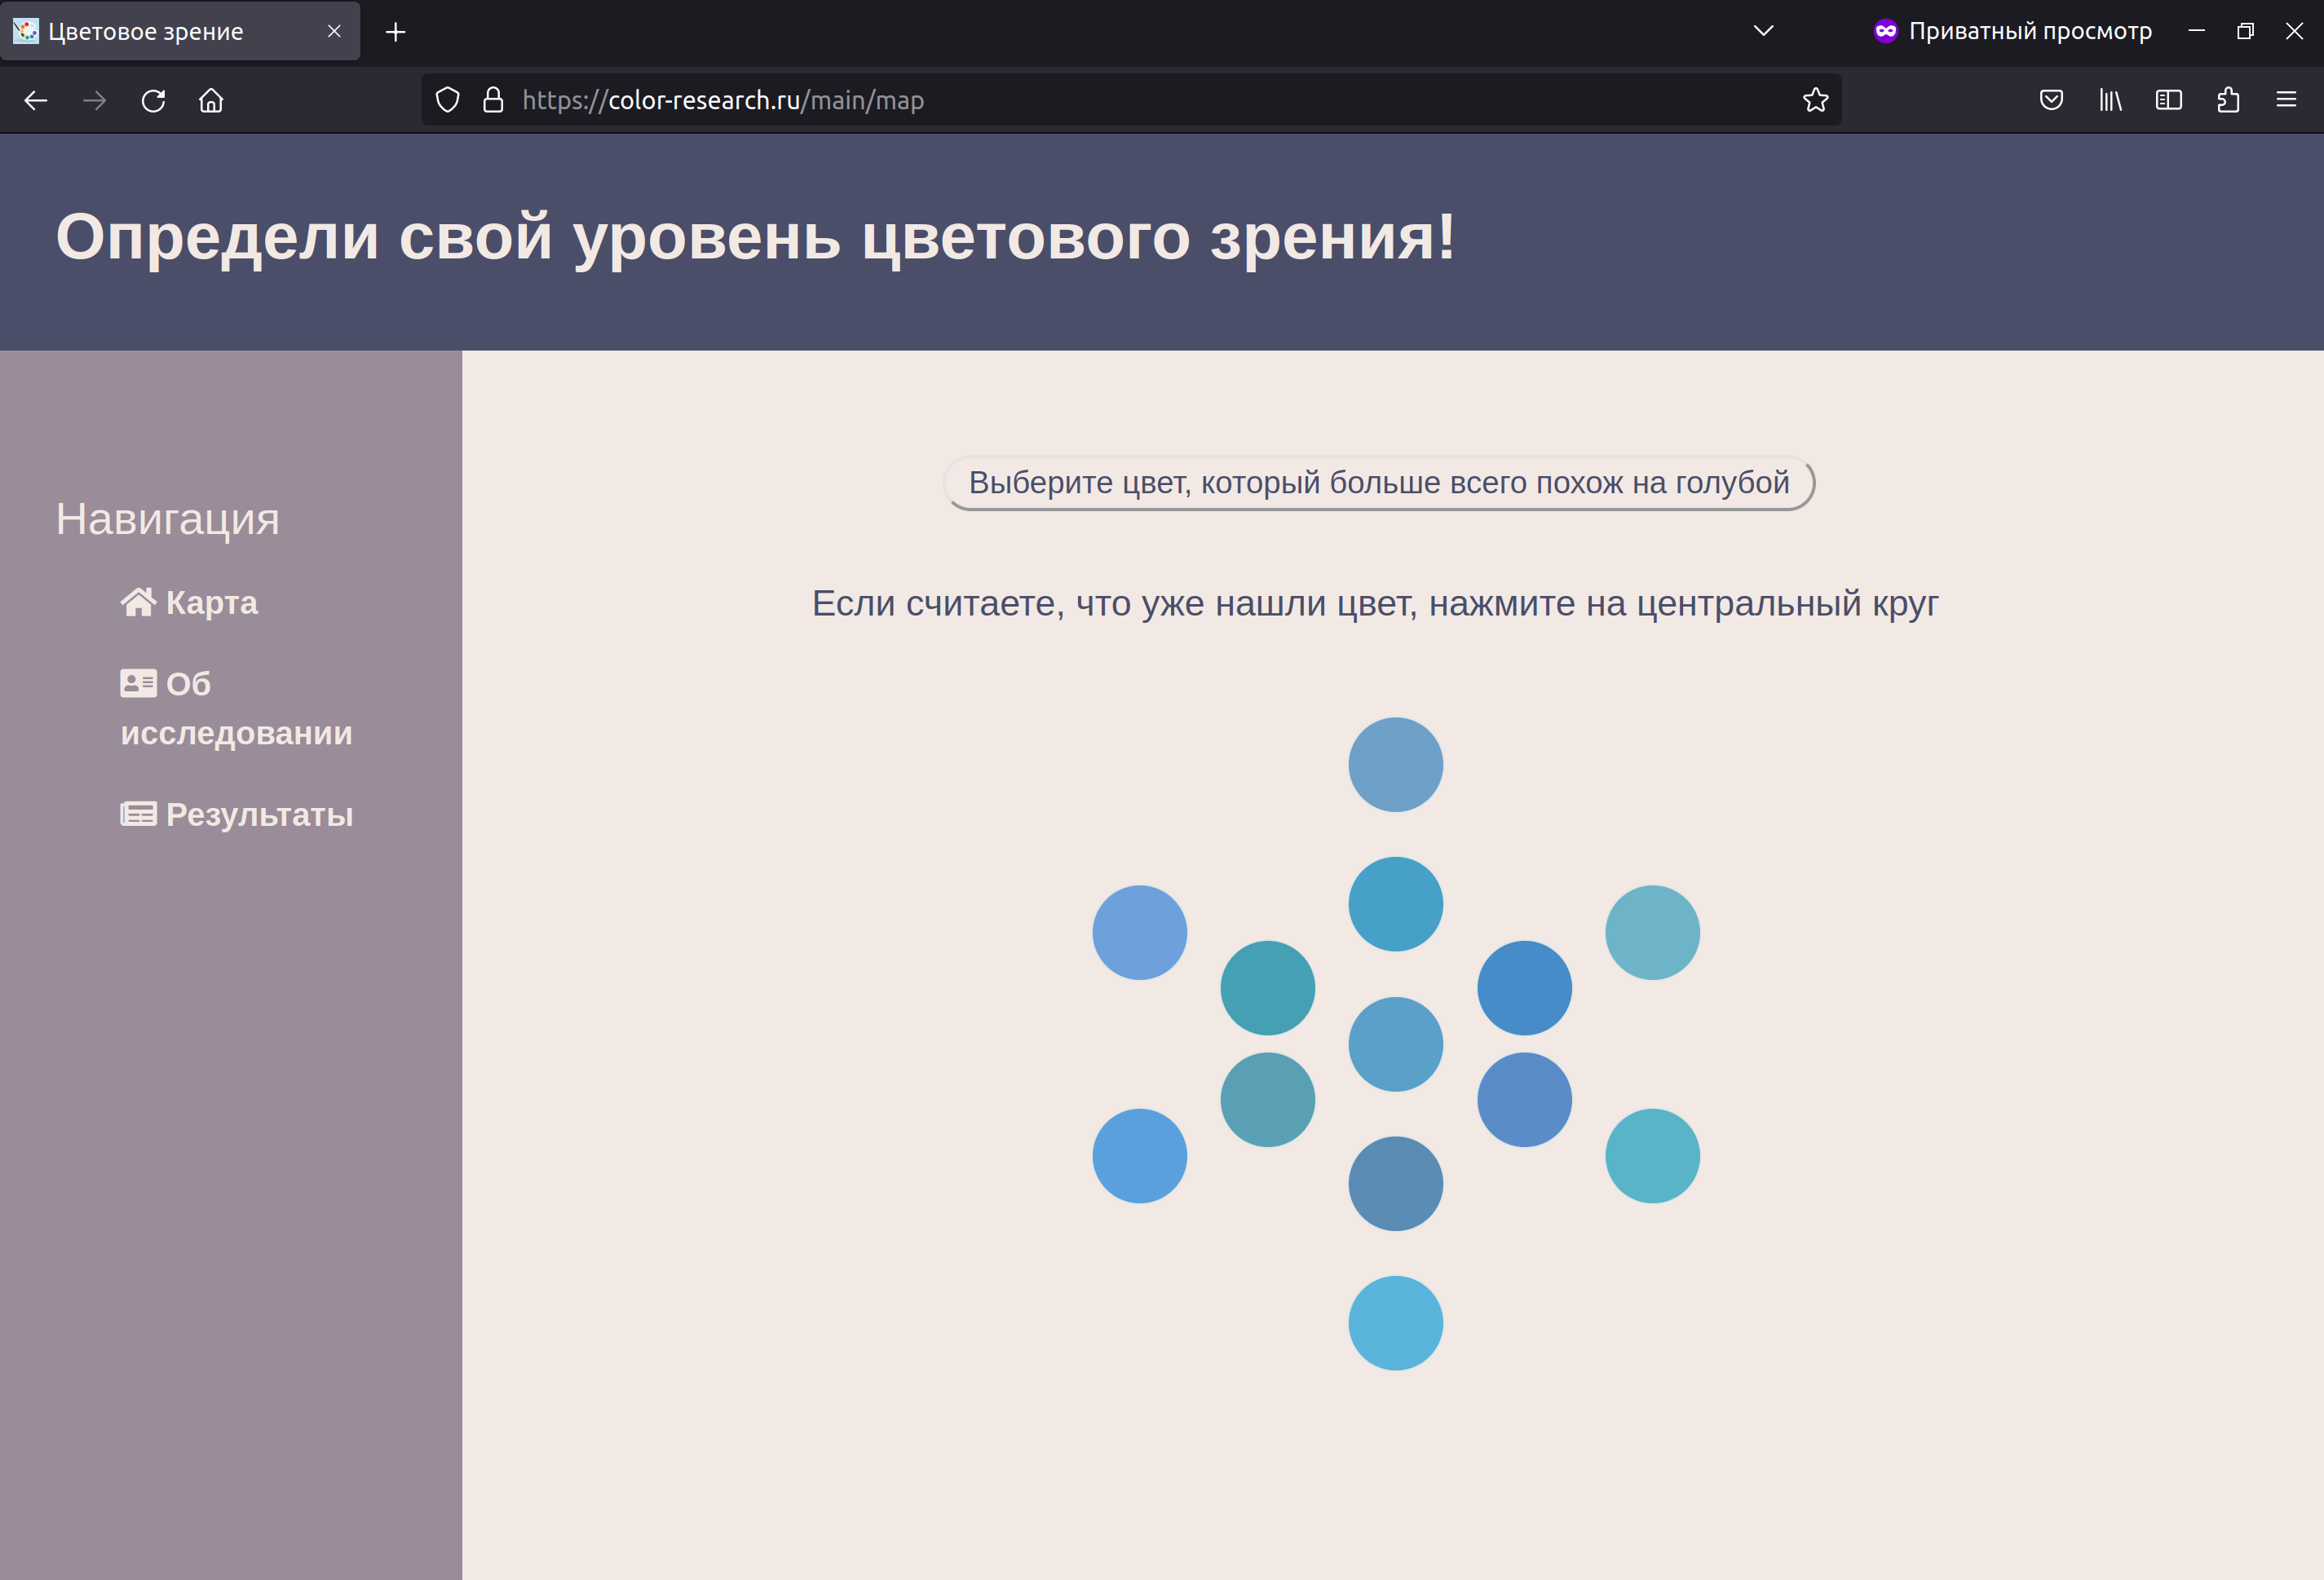 Цветовое зрение
Приватный просмотр
https://color-research.ru/main/map
Определи свой уровень цветового зрения!
Навигация
Карта
Об
исследовании
Результаты
Выберите цвет, который больше всего похож на голубой
Если считаете, что уже нашли цвет, нажмите на центральный круг